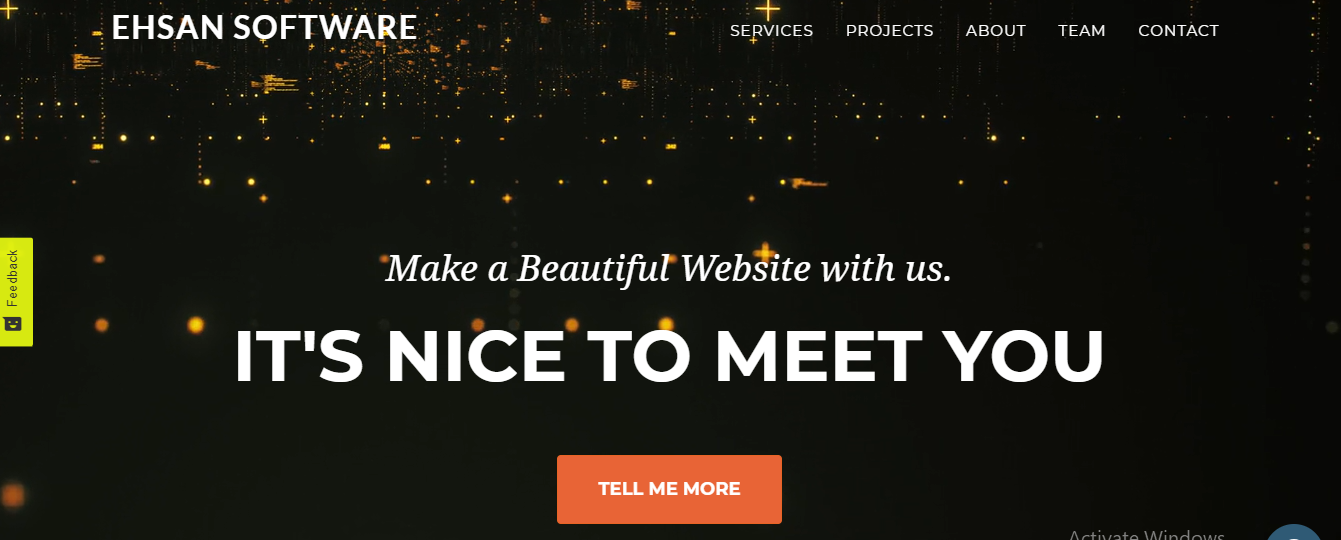 EHSAN SOFTWARE
SERVICES PROJECTS ABOUT TEAM CONTACT
Feedback
Make a Beautiful Website with us.
IT'S NICE TO MEET YOU
TELL ME MORE
Activate Windows